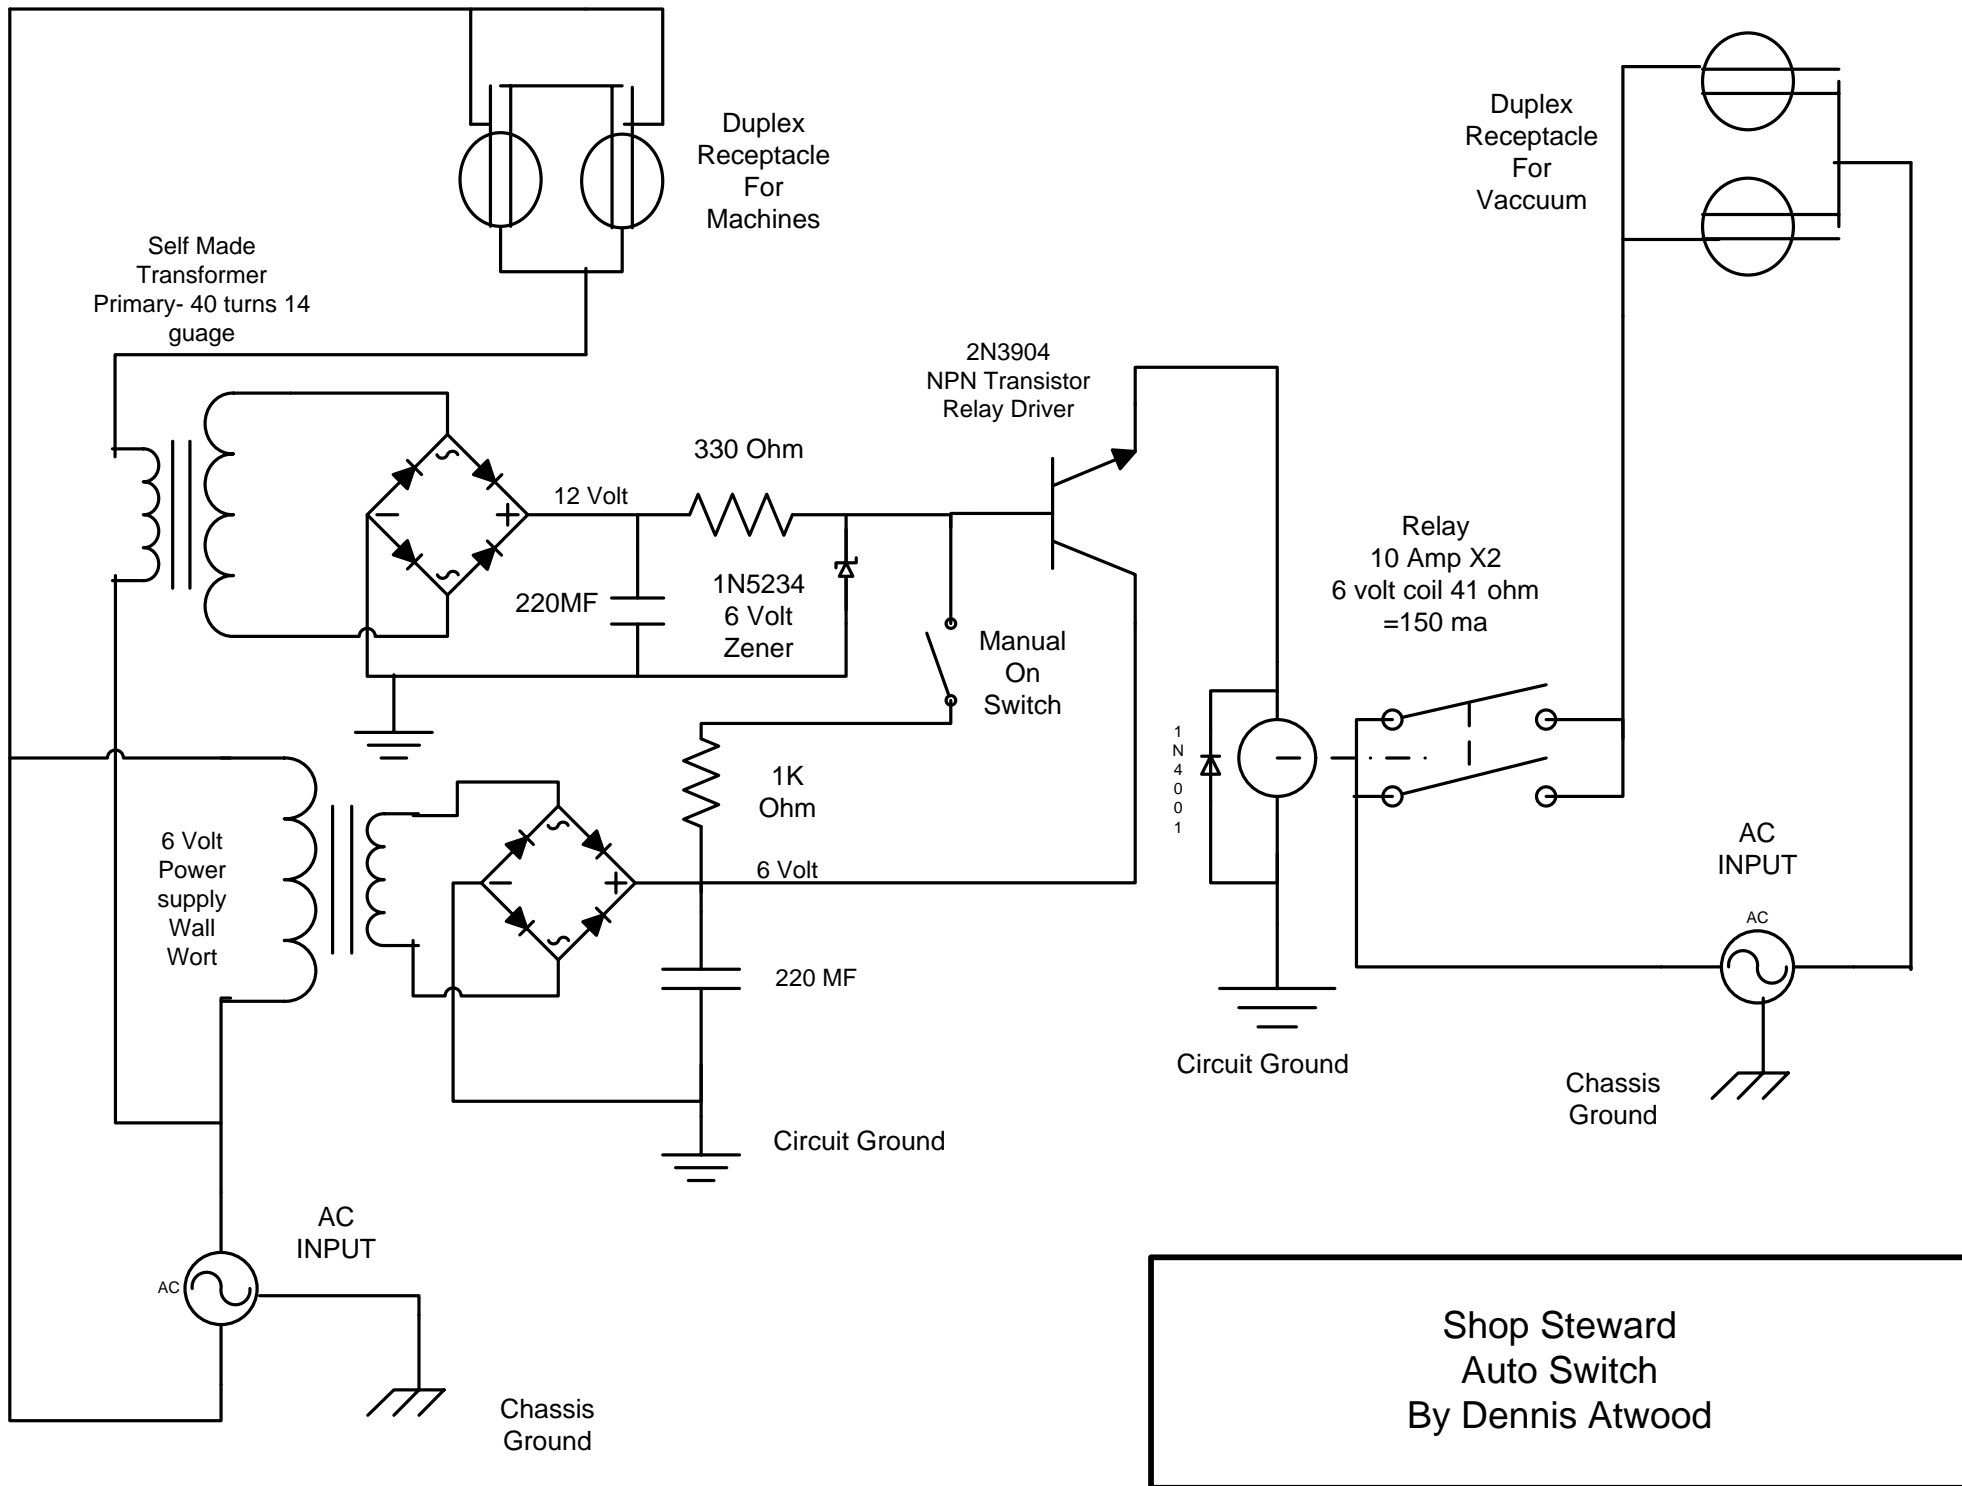 Duplex
Receptacle
For
Machines
Duplex
Receptacle
For
Vaccuum
Self Made
Transformer
Primary- 40 turns 14
guage
2N3904
NPN Transistor
Relay Driver
330 Ohm
12 Volt
220MF
1N5234
6 Volt
Zener
Manual
On
Switch
Relay
10 Amp X2
6 volt coil 41 ohm
=150 ma
1
N
4
0
0
1
1K
Ohm
6 Volt
6 Volt
Power
supply
Wall
Wort
220 MF
AC
INPUT
AC
Circuit Ground
Chassis
Ground
Circuit Ground
AC
INPUT
AC
Chassis
Ground
Shop Steward
Auto Switch
By Dennis Atwood